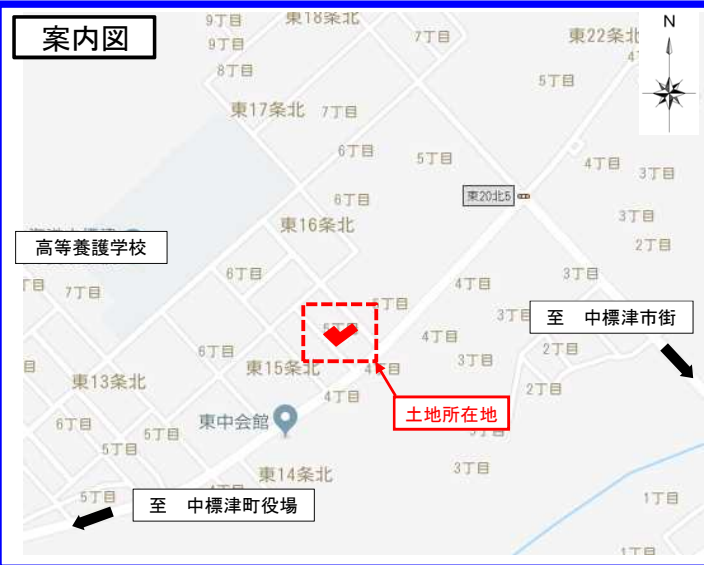 案内図
N
9丁目
東18条北
7丁目
東22条北
9丁目
8丁目
5丁目
東17条北
7丁目
6丁目
5丁目
4丁目
3丁目
6丁目
東20北5
東16条北
3丁目
2丁目
高等養護学校
6丁目
3丁目
4丁目
7丁目
5丁目
3丁目
至 中標津市街
5丁目
4丁目
6丁目
2丁目
東15条北
4丁目
3丁目
東13条北
4丁目
2丁目
土地所在地
6丁目
東中会館
5丁目
5丁目
東14条北
3丁目
5丁目
至 中標津町役場
1丁目
1丁目